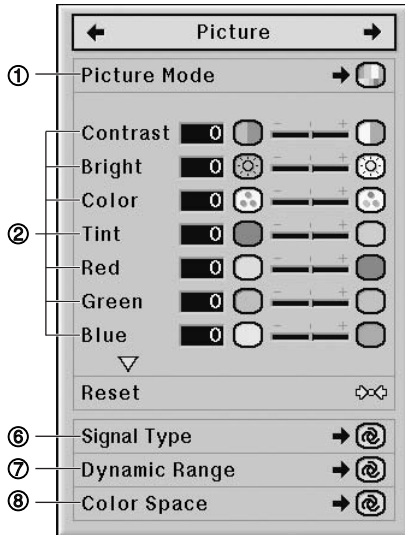 Picture
① Picture Mode
② Contrast 0 - +
Bright 0 - +
Color 0 - +
Tint 0 - +
Red 0 - +
Green 0 - +
Blue 0 - +
Reset
⑥ Signal Type
⑦ Dynamic Range
⑧ Color Space